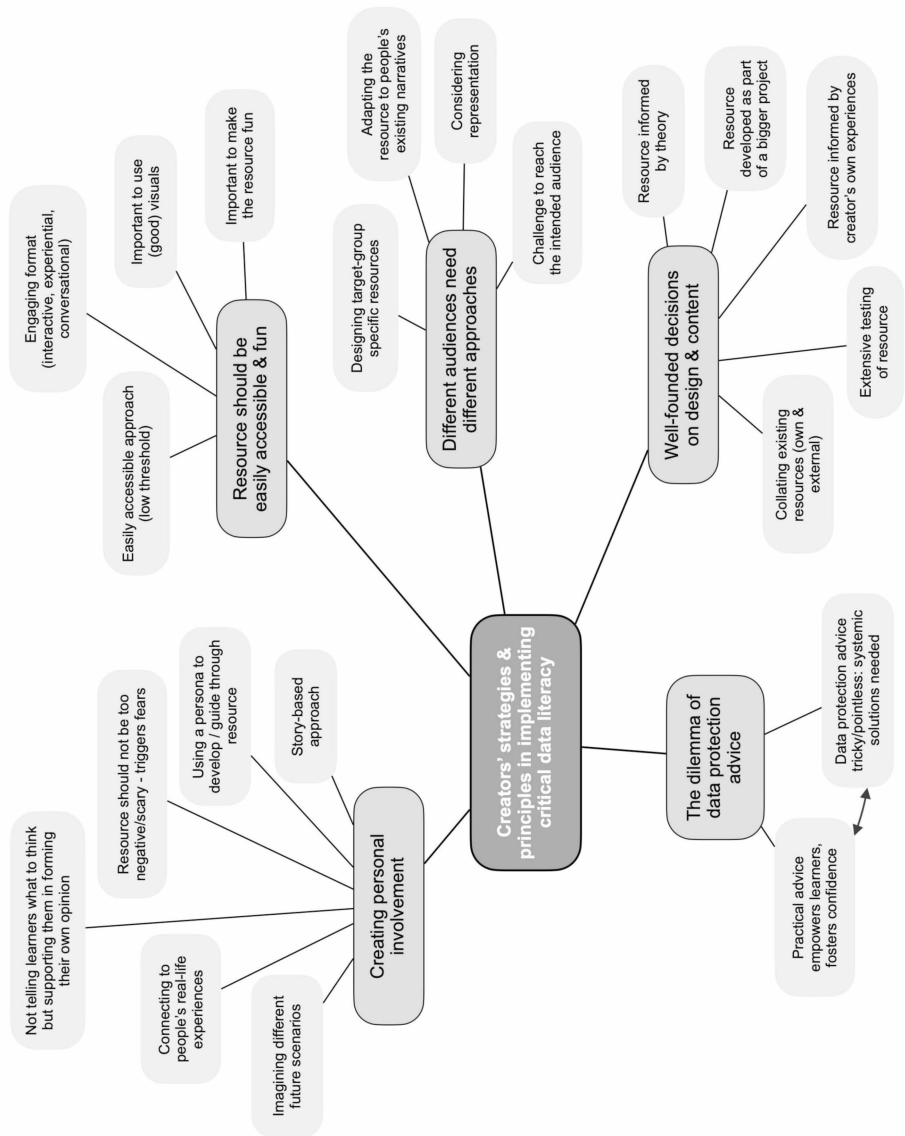 Not telling learners what to think
but supporting them in forming
their own opinion
Resource should not be too
negative/scary - triggers fears
Using a persona to
develop / guide through
resource
Story-based
approach
Connecting to
people's real-life
experiences
Imagining different
future scenarios
Creating personal
involvement
Engaging format
(interactive, experiential,
conversational)
Important to use
(good) visuals
Important to make
the resource fun
Easily accessible approach
(low threshold)
Resource should be
easily accessible & fun
Creators' strategies &
principles in implementing
critical data literacy
Designing target-group
specific resources
Adapting the
resource to people's
existing narratives
Considering
representation
Challenge to reach
the intended audience
Different audiences need
different approaches
The dilemma of
data protection
advice
Practical advice
empowers learners,
fosters confidence
Data protection advice
tricky/pointless: systemic
solutions needed
Well-founded decisions
on design & content
Resource informed
by theory
Resource
developed as part
of a bigger project
Resource informed by
creator's own experiences
Extensive testing
of resource
Collating existing
resources (own &
external)